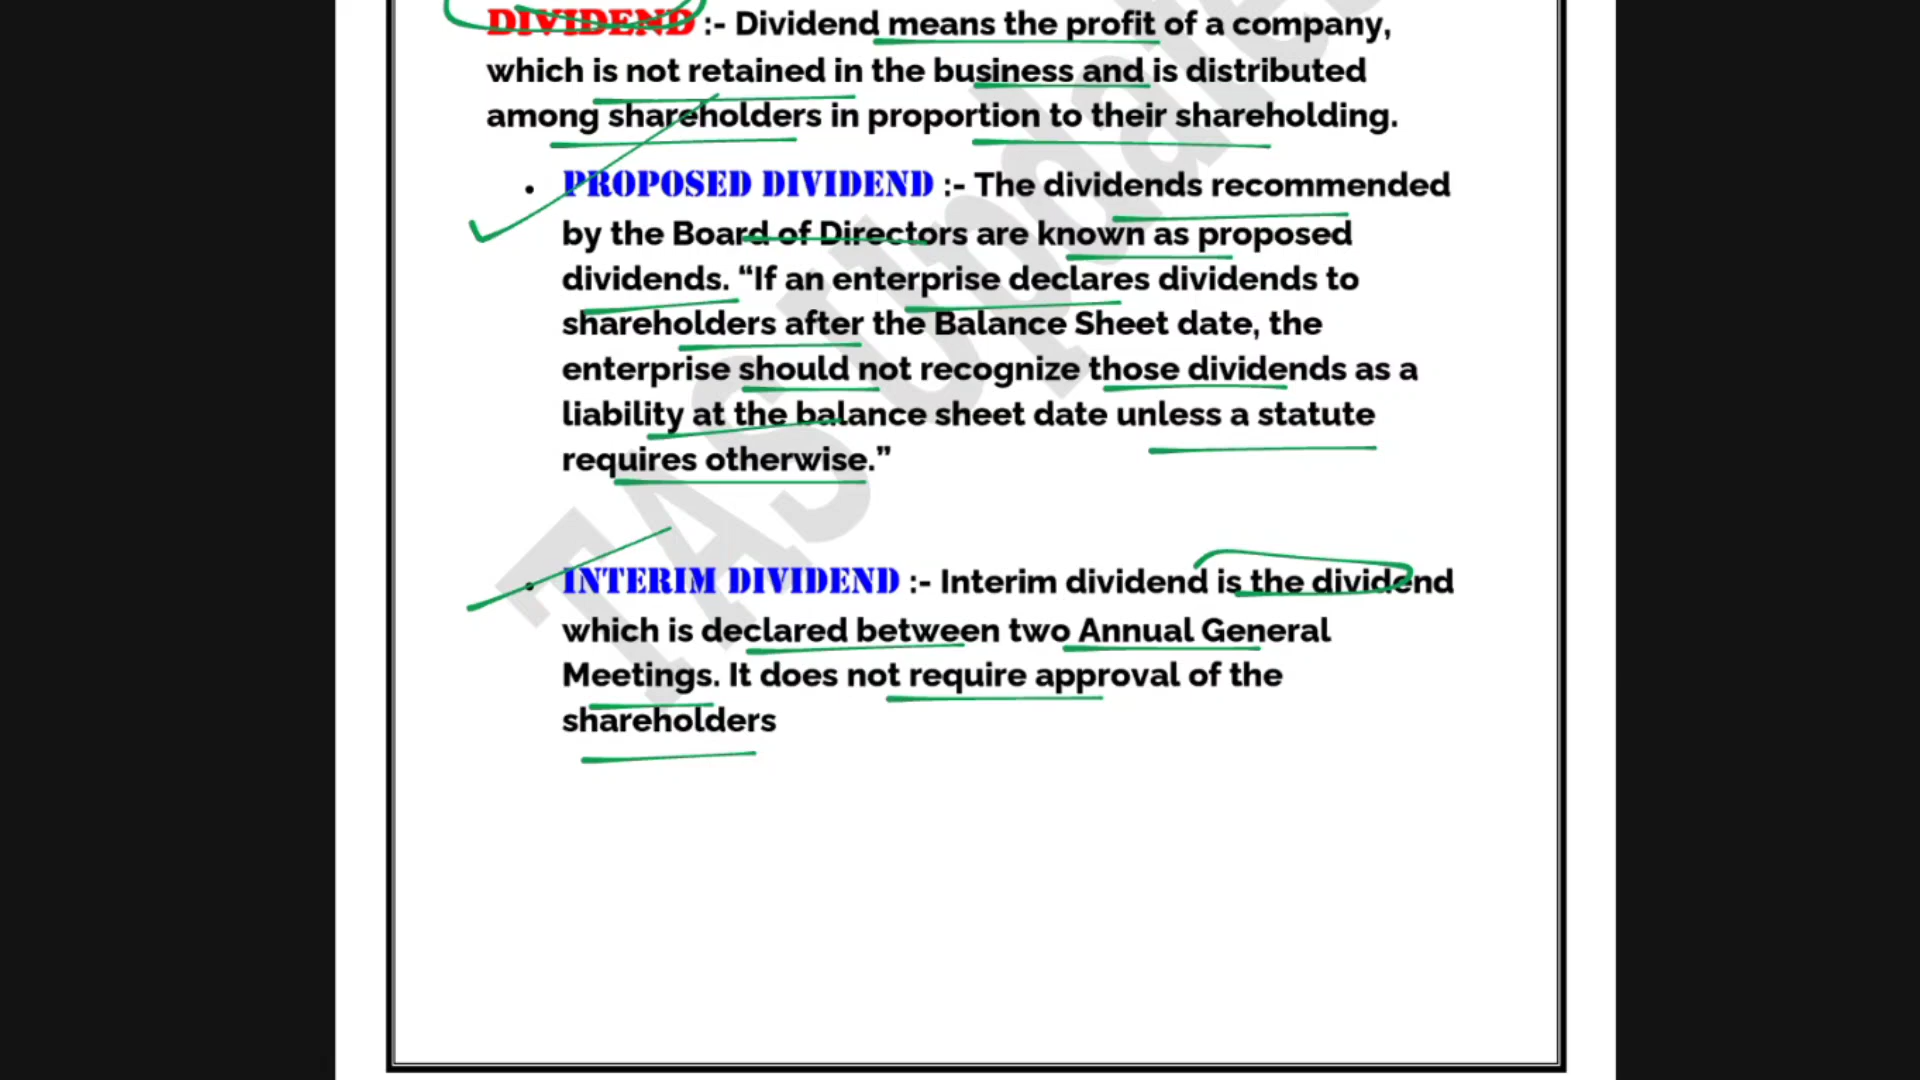 DIVIDEND :- Dividend means the profit of a company,
which is not retained in the business and is distributed
among shareholders in proportion to their shareholding.
• PROPOSED DIVIDEND :- The dividends recommended
by the Board of Directors are known as proposed
dividends. “If an enterprise declares dividends to
shareholders after the Balance Sheet date, the
enterprise should not recognize those dividends as a
liability at the balance sheet date unless a statute
requires otherwise.”
• INTERIM DIVIDEND :- Interim dividend is the dividend
which is declared between two Annual General
Meetings. It does not require approval of the
shareholders